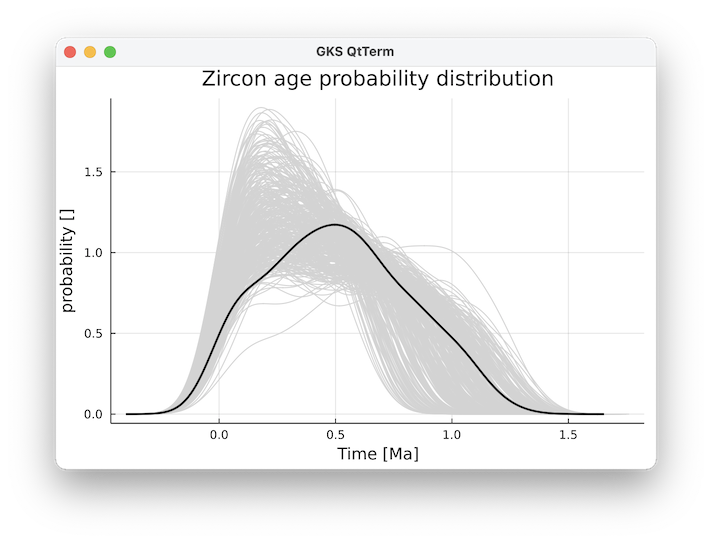 GKS QtTerm
Zircon age probability distribution
probability []
1.5
1.0
0.5
0.0
0.0 0.5 1.0 1.5
Time [Ma]